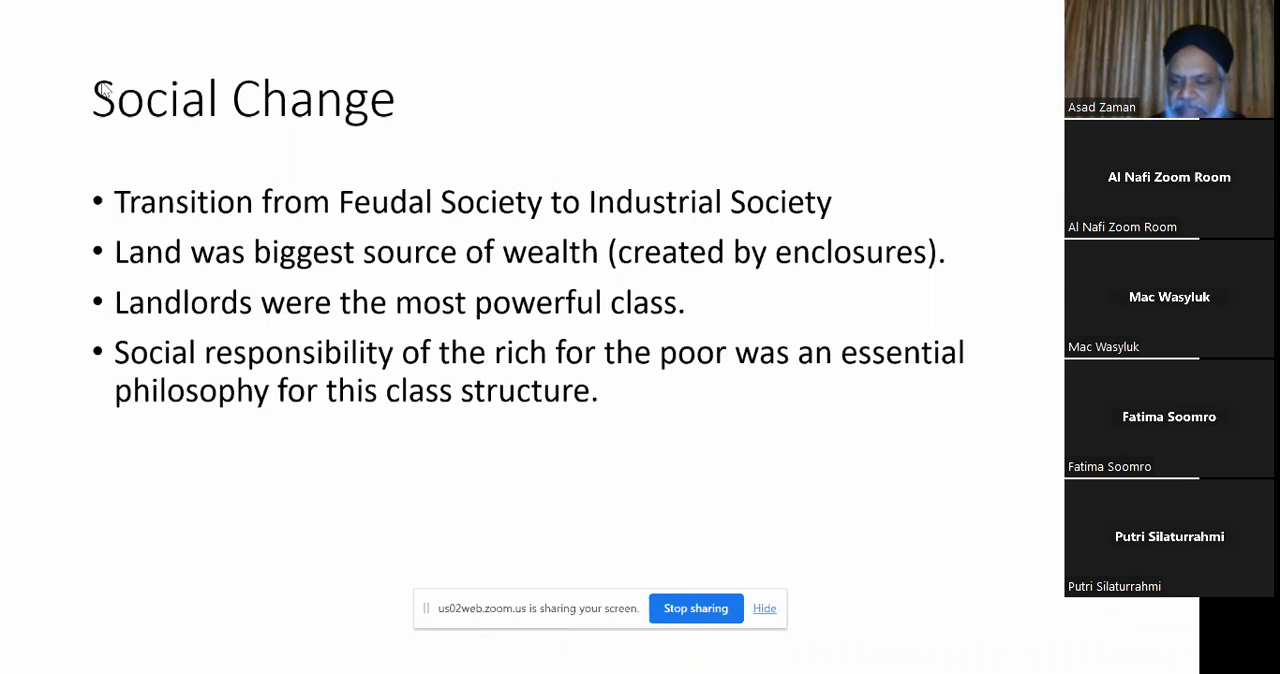 Social Change
• Transition from Feudal Society to Industrial Society
• Land was biggest source of wealth (created by enclosures).
• Landlords were the most powerful class.
• Social responsibility of the rich for the poor was an essential
philosophy for this class structure.
us02web.zoom.us is sharing your screen. Stop sharing Hide
Asad Zaman
Al Nafi Zoom Room
Al Nafi Zoom Room
Mac Wasyluk
Mac Wasyluk
Fatima Soomro
Fatima Soomro
Putri Silaturrahmi
Putri Silaturrahmi